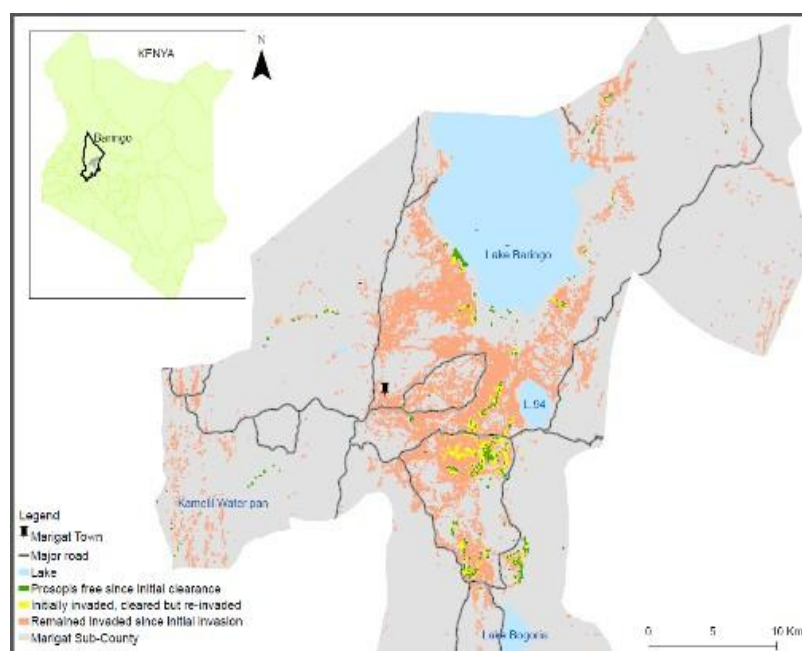 KENYA
N
Baringo
Lake Baringo
L.94
Kamelil Water pan
Lake Bogoria
Legend
Marigat Town
Major road
Lake
Prosopis free since initial clearance
Initially invaded, cleared but re-invaded
Remained invaded since initial invasion
Marigat Sub-County
0 5 10 Km